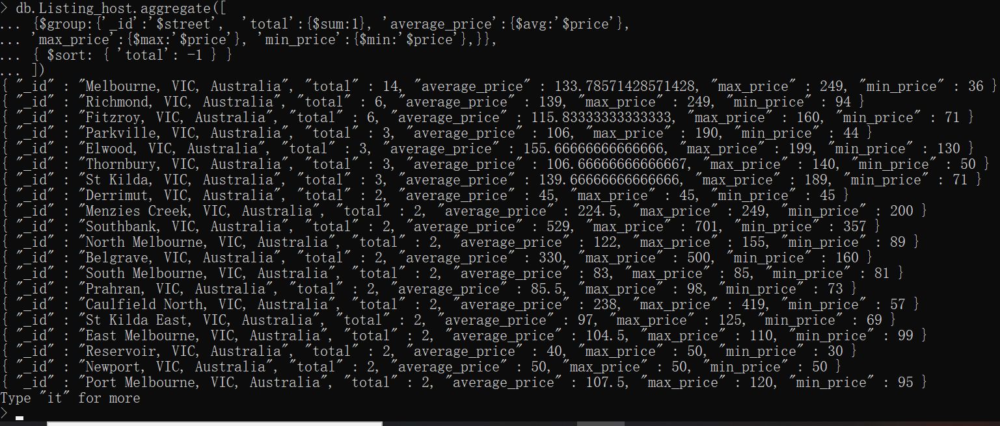 > db.Listing_host.aggregate([
... {$group:{'_id':'$street',  'total':{$sum:1}, 'average_price':{$avg:'$price'},
... 'max_price':{$max:'$price'}, 'min_price':{$min:'$price'},}},
... { $sort: { 'total': -1 } }
... ])
{ "_id" : "Melbourne, VIC, Australia", "total" : 14, "average_price" : 133.78571428571428, "max_price" : 249, "min_price" : 36 }
{ "_id" : "Richmond, VIC, Australia", "total" : 6, "average_price" : 139, "max_price" : 249, "min_price" : 94 }
{ "_id" : "Fitzroy, VIC, Australia", "total" : 6, "average_price" : 115.83333333333333, "max_price" : 160, "min_price" : 71 }
{ "_id" : "Parkville, VIC, Australia", "total" : 3, "average_price" : 106, "max_price" : 190, "min_price" : 44 }
{ "_id" : "Elwood, VIC, Australia", "total" : 3, "average_price" : 155.66666666666666, "max_price" : 199, "min_price" : 130 }
{ "_id" : "Thornbury, VIC, Australia", "total" : 3, "average_price" : 106.66666666666667, "max_price" : 140, "min_price" : 50 }
{ "_id" : "St Kilda, VIC, Australia", "total" : 3, "average_price" : 139.66666666666666, "max_price" : 189, "min_price" : 71 }
{ "_id" : "Derrimut, VIC, Australia", "total" : 2, "average_price" : 45, "max_price" : 45, "min_price" : 45 }
{ "_id" : "Menzies Creek, VIC, Australia", "total" : 2, "average_price" : 224.5, "max_price" : 249, "min_price" : 200 }
{ "_id" : "Southbank, VIC, Australia", "total" : 2, "average_price" : 529, "max_price" : 701, "min_price" : 357 }
{ "_id" : "North Melbourne, VIC, Australia", "total" : 2, "average_price" : 122, "max_price" : 155, "min_price" : 89 }
{ "_id" : "Belgrave, VIC, Australia", "total" : 2, "average_price" : 330, "max_price" : 500, "min_price" : 160 }
{ "_id" : "South Melbourne, VIC, Australia", "total" : 2, "average_price" : 83, "max_price" : 85, "min_price" : 81 }
{ "_id" : "Prahran, VIC, Australia", "total" : 2, "average_price" : 85.5, "max_price" : 98, "min_price" : 73 }
{ "_id" : "Caulfield North, VIC, Australia", "total" : 2, "average_price" : 238, "max_price" : 419, "min_price" : 57 }
{ "_id" : "St Kilda East, VIC, Australia", "total" : 2, "average_price" : 97, "max_price" : 125, "min_price" : 69 }
{ "_id" : "East Melbourne, VIC, Australia", "total" : 2, "average_price" : 104.5, "max_price" : 110, "min_price" : 99 }
{ "_id" : "Reservoir, VIC, Australia", "total" : 2, "average_price" : 40, "max_price" : 50, "min_price" : 30 }
{ "_id" : "Newport, VIC, Australia", "total" : 2, "average_price" : 50, "max_price" : 50, "min_price" : 50 }
{ "_id" : "Port Melbourne, VIC, Australia", "total" : 2, "average_price" : 107.5, "max_price" : 120, "min_price" : 95 }
Type "it" for more
>